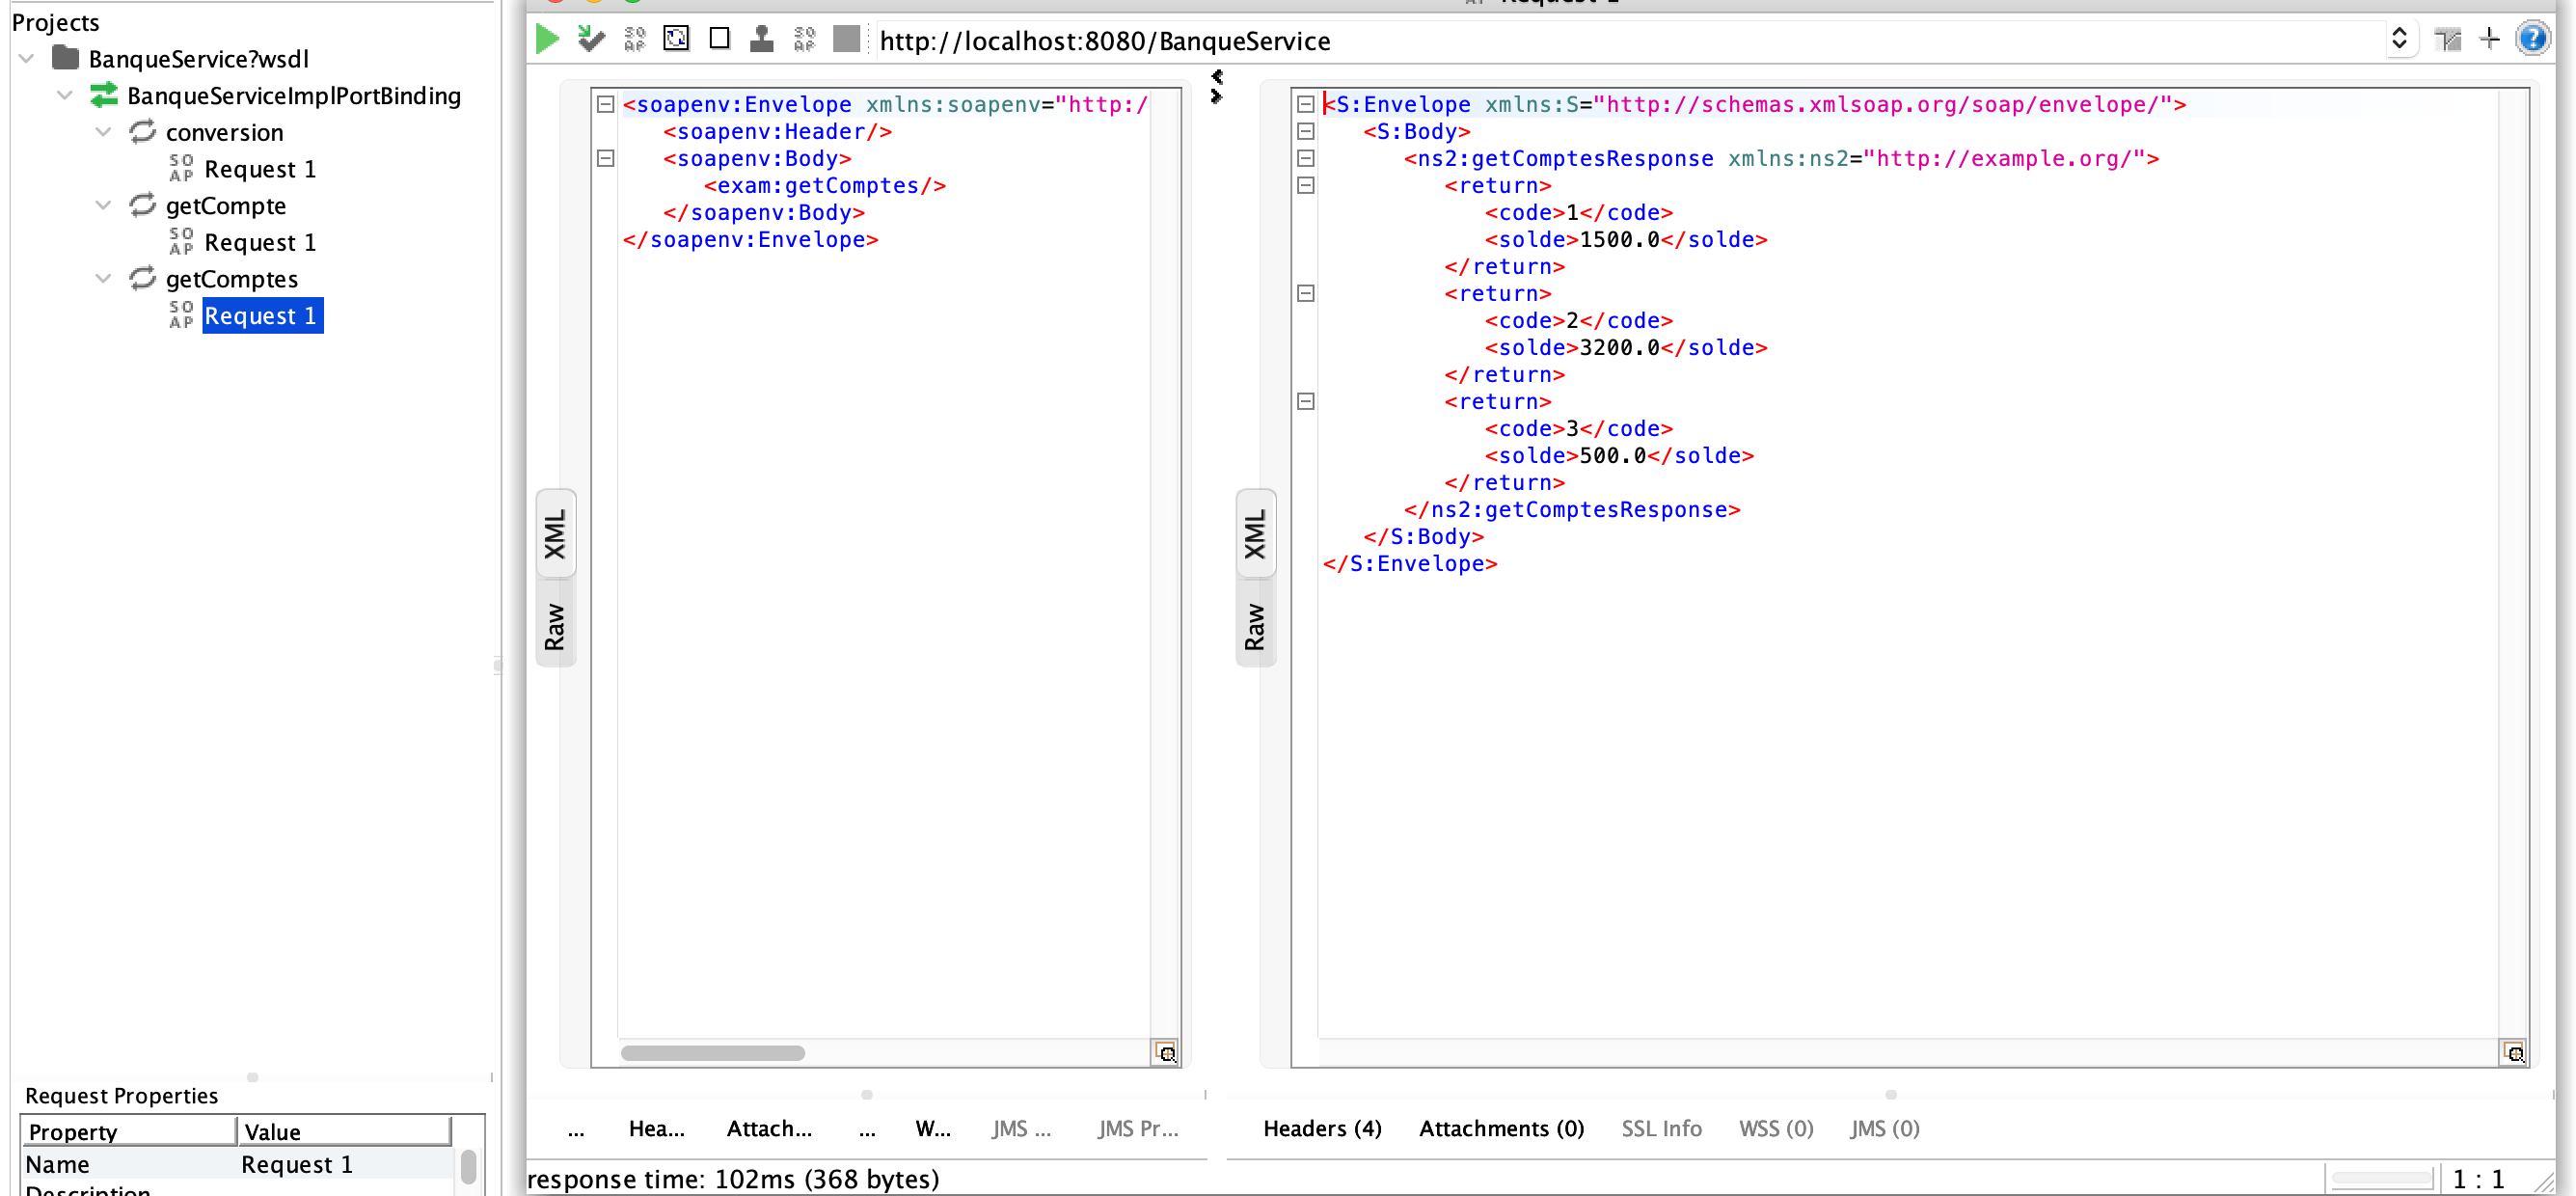 Projects
BanqueService?wsdl
BanqueServiceImplPortBinding
conversion
SO AP Request 1
getCompte
SO AP Request 1
getComptes
SO AP Request 1
Request Properties
Property Value
Name Request 1
Description
Request 1
http://localhost:8080/BanqueService
<soapenv:Envelope xmlns:soapenv="http:/
<soapenv:Header/>
<soapenv:Body>
<exam:getComptes/>
</soapenv:Body>
</soapenv:Envelope>
XML
Raw
... Hea... Attach... ... W... JMS ... JMS Pr...
<S:Envelope xmlns:S="http://schemas.xmlsoap.org/soap/envelope/">
<S:Body>
<ns2:getComptesResponse xmlns:ns2="http://example.org/">
<return>
<code>1</code>
<solde>1500.0</solde>
</return>
<return>
<code>2</code>
<solde>3200.0</solde>
</return>
<return>
<code>3</code>
<solde>500.0</solde>
</return>
</ns2:getComptesResponse>
</S:Body>
</S:Envelope>
XML
Raw
Headers (4) Attachments (0) SSL Info WSS (0) JMS (0)
response time: 102ms (368 bytes)
1 : 1